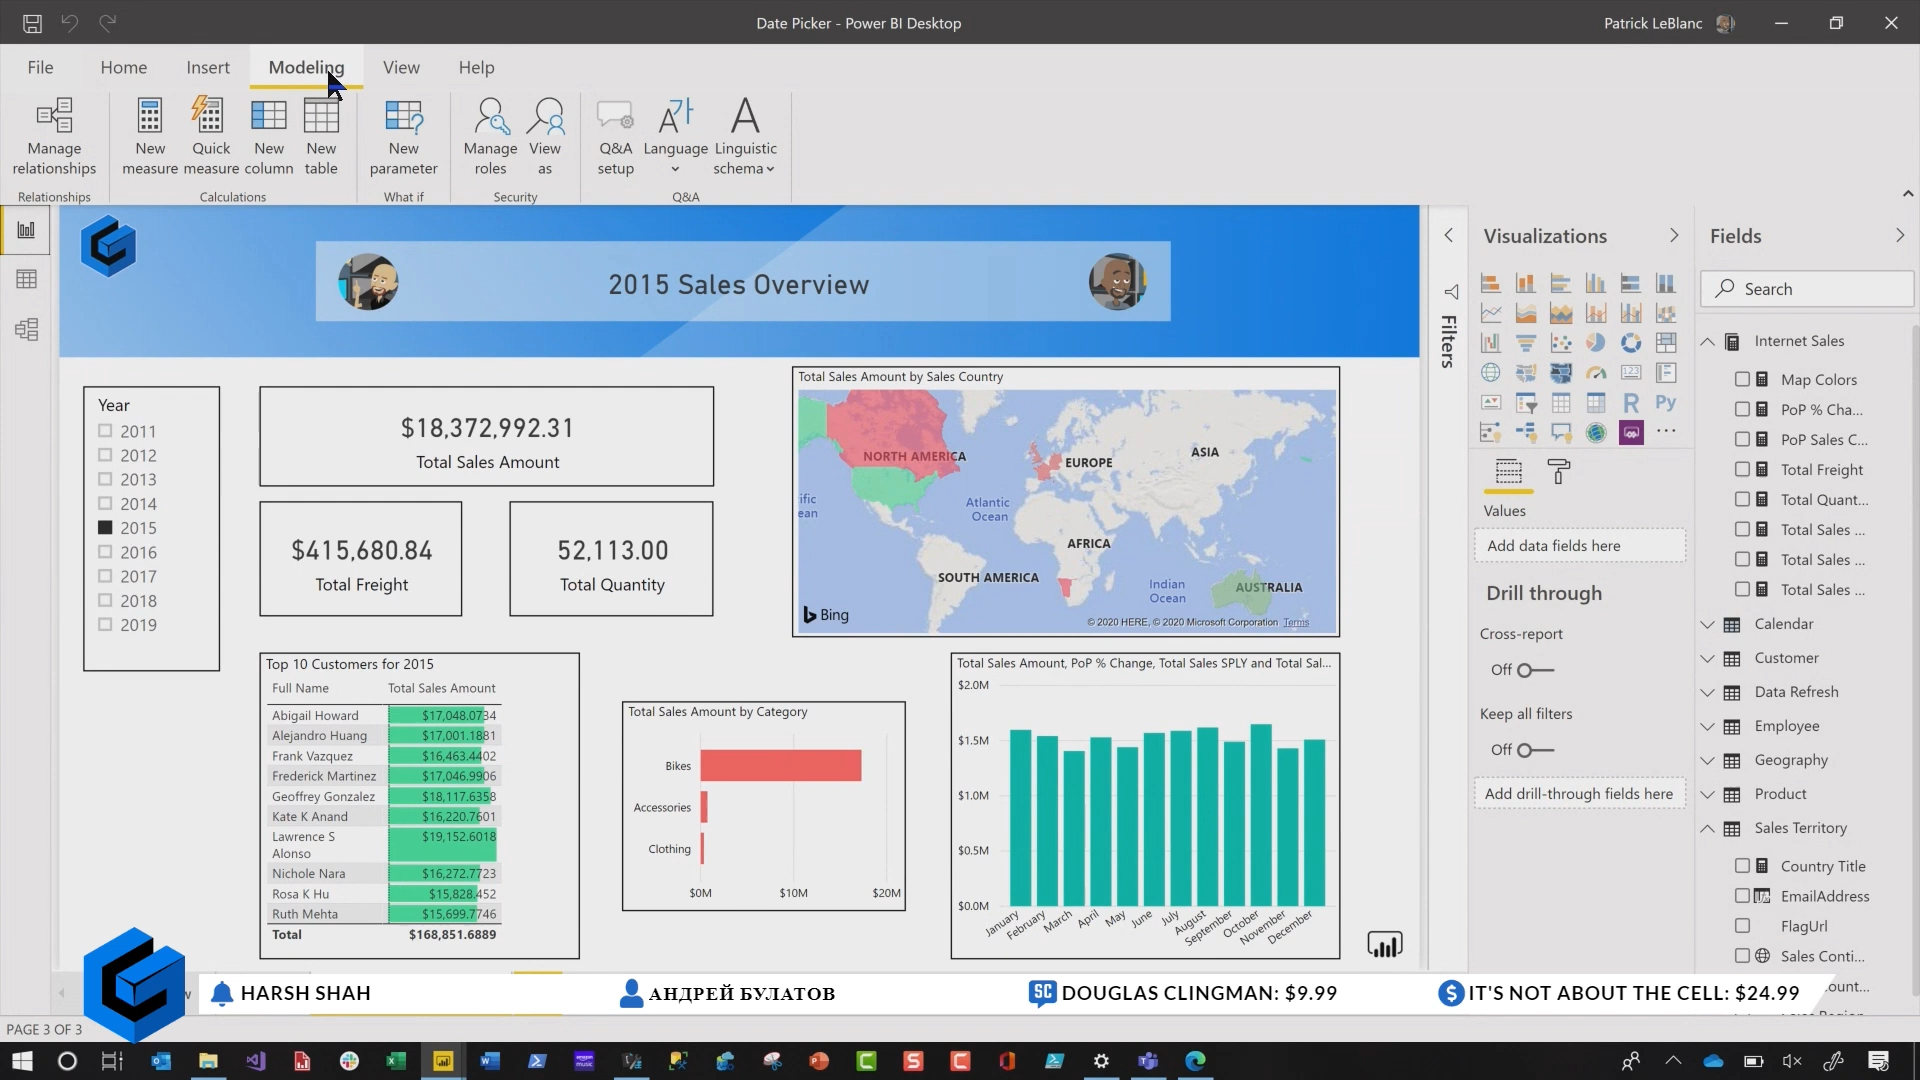 Date Picker - Power BI Desktop
Patrick LeBlanc
File
Home
Insert
Modeling
View
Help
Manage
relationships
New
measure
Quick
measure
New
column
New
table
New
parameter
Manage
roles
View
as
Q&A
setup
Language
Linguistic
schema
Relationships
Calculations
What if
Security
Q&A
2015 Sales Overview
Year
2011
2012
2013
2014
2015
2016
2017
2018
2019
$18,372,992.31
Total Sales Amount
$415,680.84
Total Freight
52,113.00
Total Quantity
Total Sales Amount by Sales Country
NORTH AMERICA
EUROPE
ASIA
ific
ean
Atlantic
Ocean
AFRICA
SOUTH AMERICA
Indian
Ocean
AUSTRALIA
Bing
© 2020 HERE, © 2020 Microsoft Corporation Terms
Top 10 Customers for 2015
Full Name Total Sales Amount
Abigail Howard $17,048.0734
Alejandro Huang $17,001.1881
Frank Vazquez $16,463.4402
Frederick Martinez $17,046.9906
Geoffrey Gonzalez $18,117.6358
Kate K Anand $16,220.7601
Lawrence S $19,152.6018
Alonso
Nichole Nara $16,272.7723
Rosa K Hu $15,828.452
Ruth Mehta $15,699.7746
Total $168,851.6889
Total Sales Amount by Category
Bikes
Accessories
Clothing
$0M $10M $20M
Total Sales Amount, PoP % Change, Total Sales SPLY and Total Sal...
$2.0M
$1.5M
$1.0M
$0.5M
$0.0M
January February March April May June July August September October November December
Filters
Visualizations
R
Py
123
...
Values
Add data fields here
Drill through
Cross-report
Off
Keep all filters
Off
Add drill-through fields here
Fields
Search
Internet Sales
Map Colors
PoP % Cha...
PoP Sales C...
Total Freight
Total Quant...
Total Sales ...
Total Sales ...
Total Sales ...
Calendar
Customer
Data Refresh
Employee
Geography
Product
Sales Territory
Country Title
EmailAddress
FlagUrl
Sales Conti...
ount...
w
HARSH SHAH
АНДРЕЙ БУЛАТОВ
SC DOUGLAS CLINGMAN: $9.99
$ IT'S NOT ABOUT THE CELL: $24.99
PAGE 3 OF 3